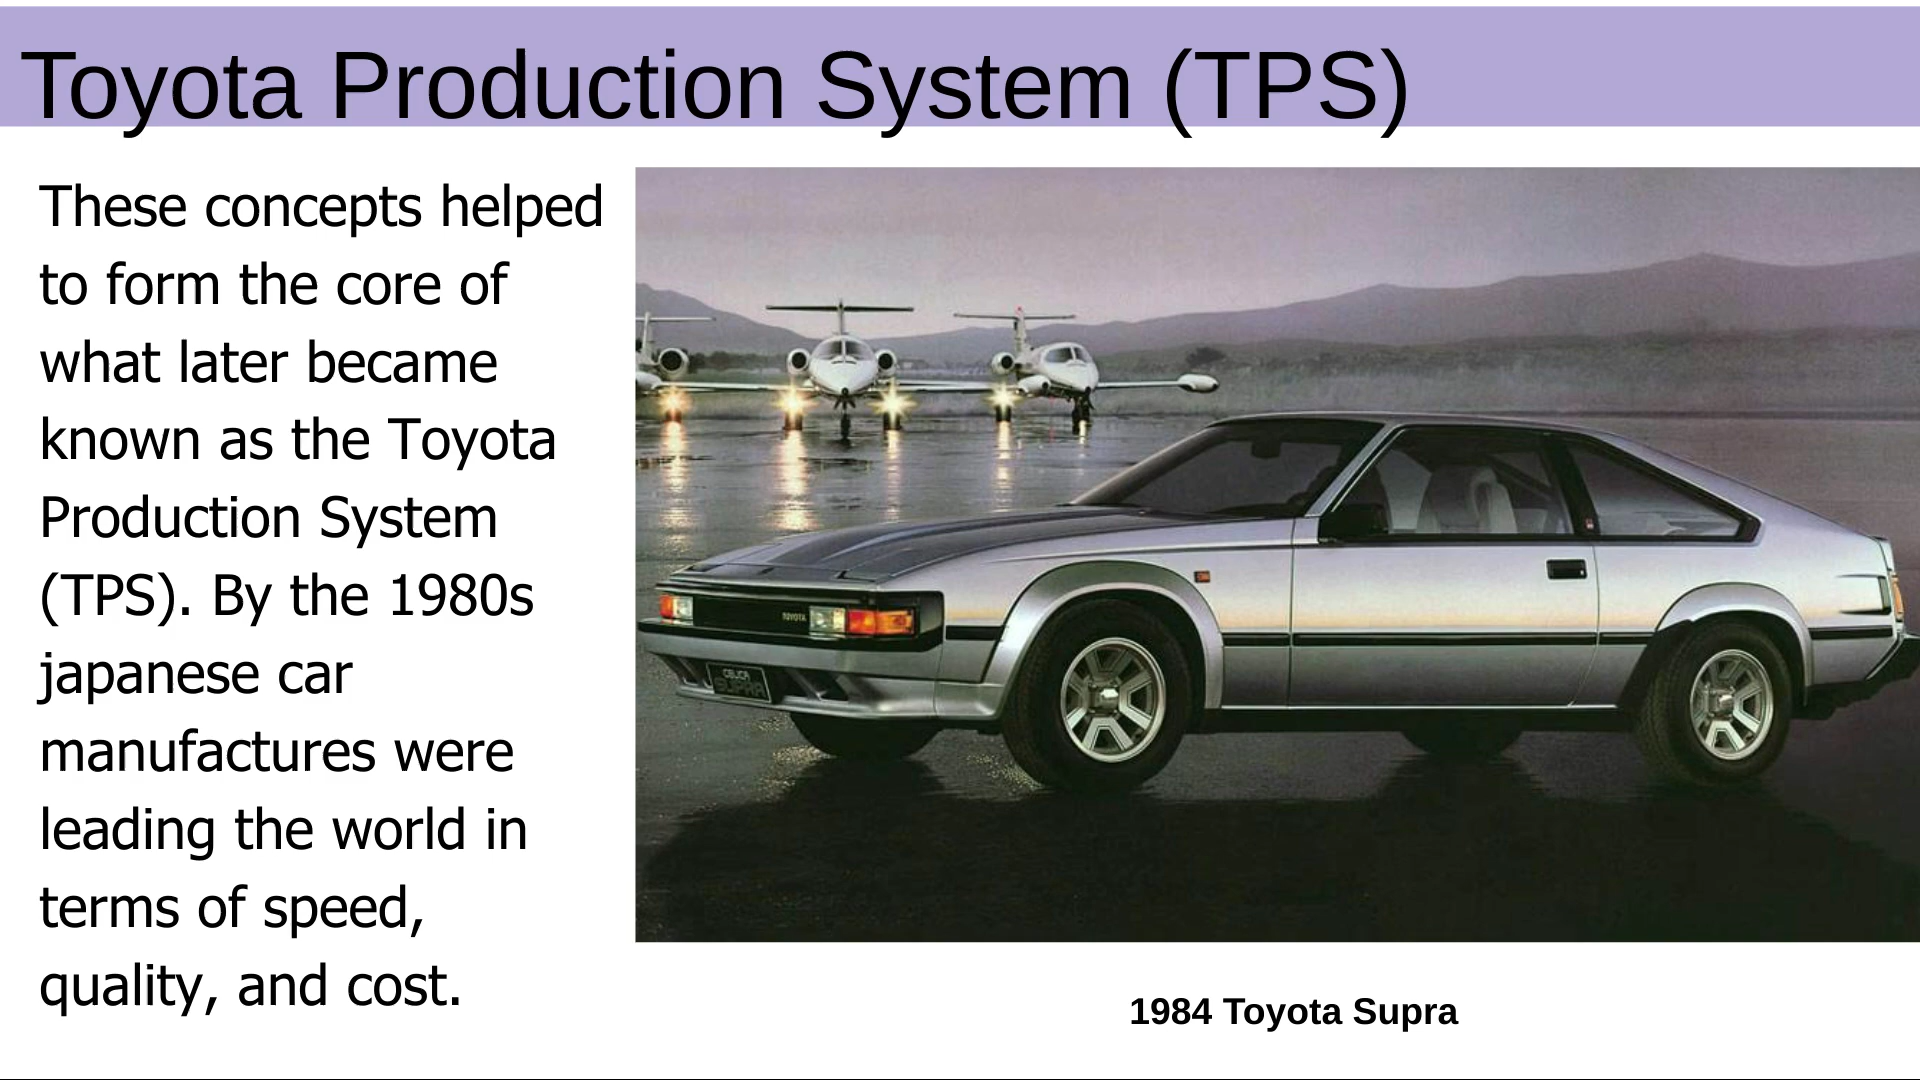 Toyota Production System (TPS)
These concepts helped
to form the core of
what later became
known as the Toyota
Production System
(TPS). By the 1980s
japanese car
manufactures were
leading the world in
terms of speed,
quality, and cost.
TOYOTA
CELICA
SUPRA
1984 Toyota Supra